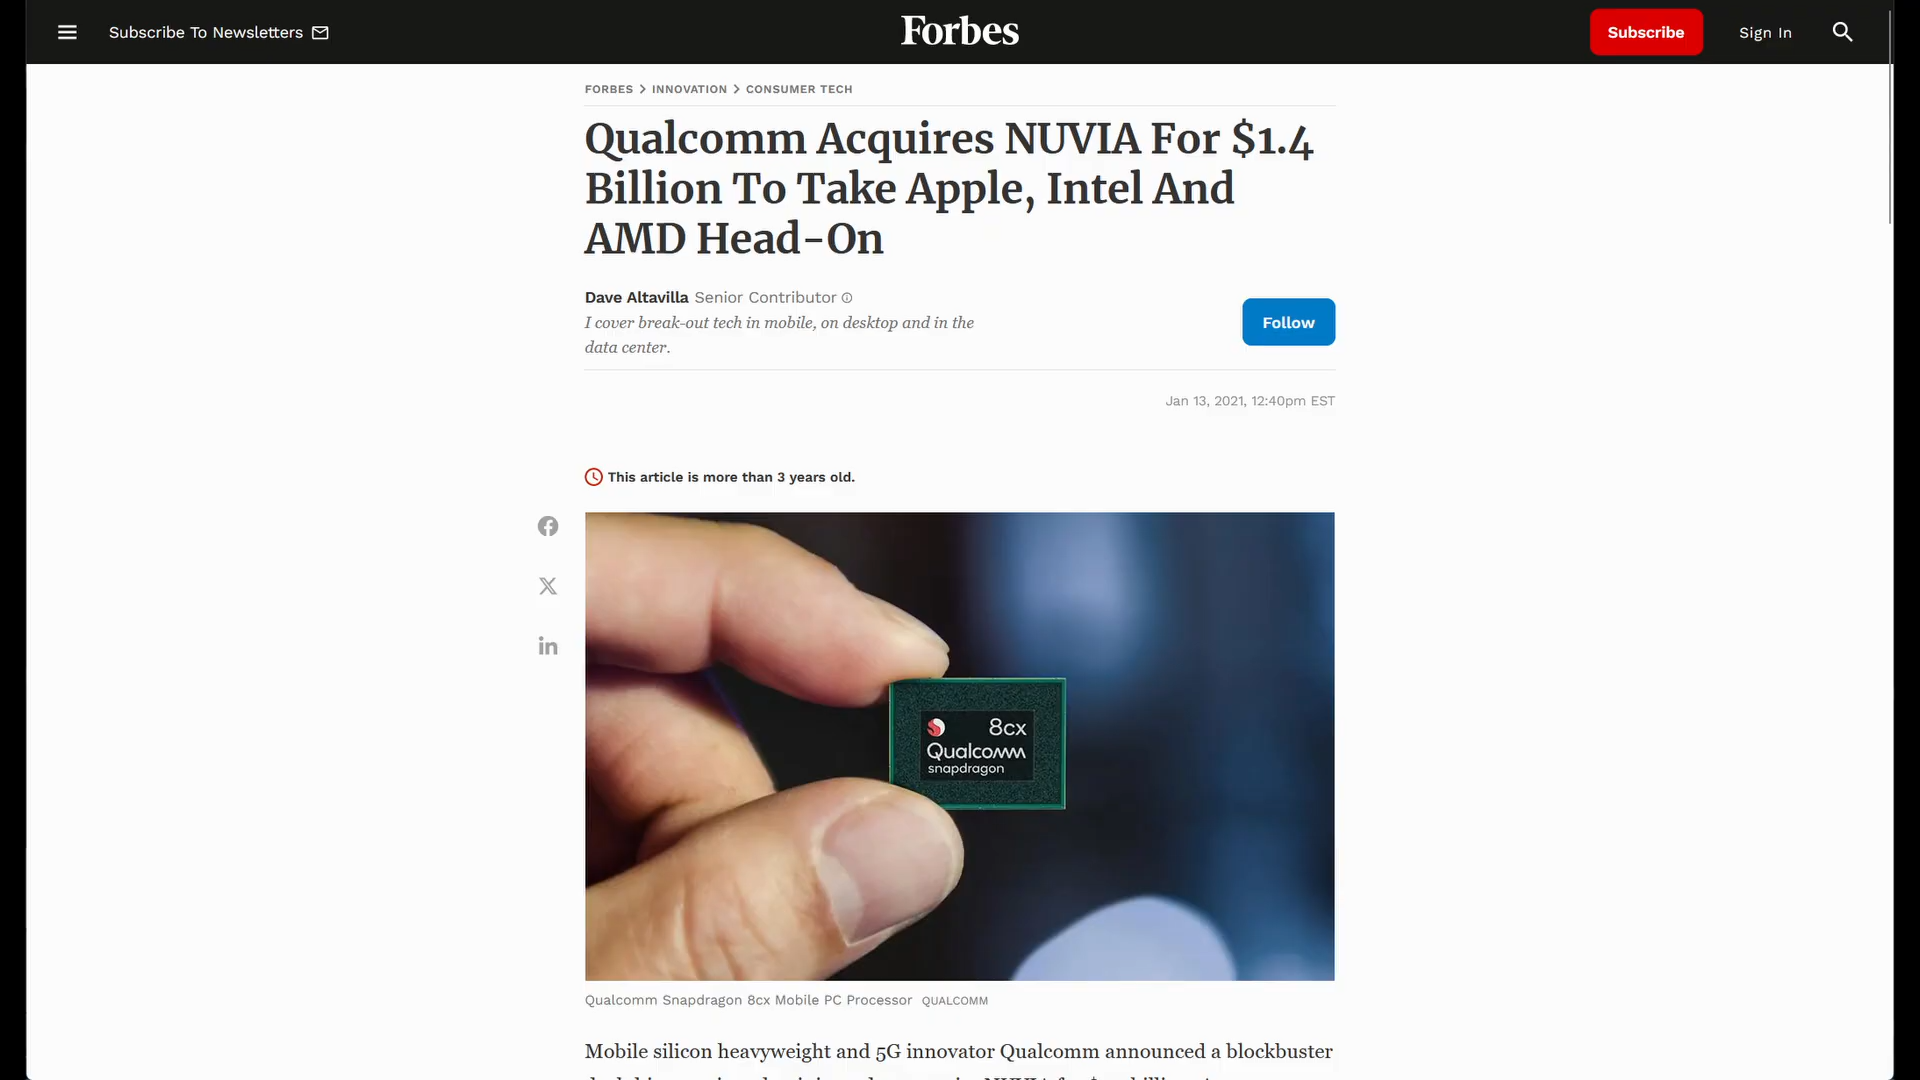 Subscribe To Newsletters
Forbes
Subscribe
Sign In
FORBES > INNOVATION > CONSUMER TECH
Qualcomm Acquires NUVIA For $1.4
Billion To Take Apple, Intel And
AMD Head-On
Dave Altavilla Senior Contributor
I cover break-out tech in mobile, on desktop and in the
data center.
Follow
Jan 13, 2021, 12:40pm EST
This article is more than 3 years old.
8cx
Qualcomm
snapdragon
Qualcomm Snapdragon 8cx Mobile PC Processor QUALCOMM
Mobile silicon heavyweight and 5G innovator Qualcomm announced a blockbuster